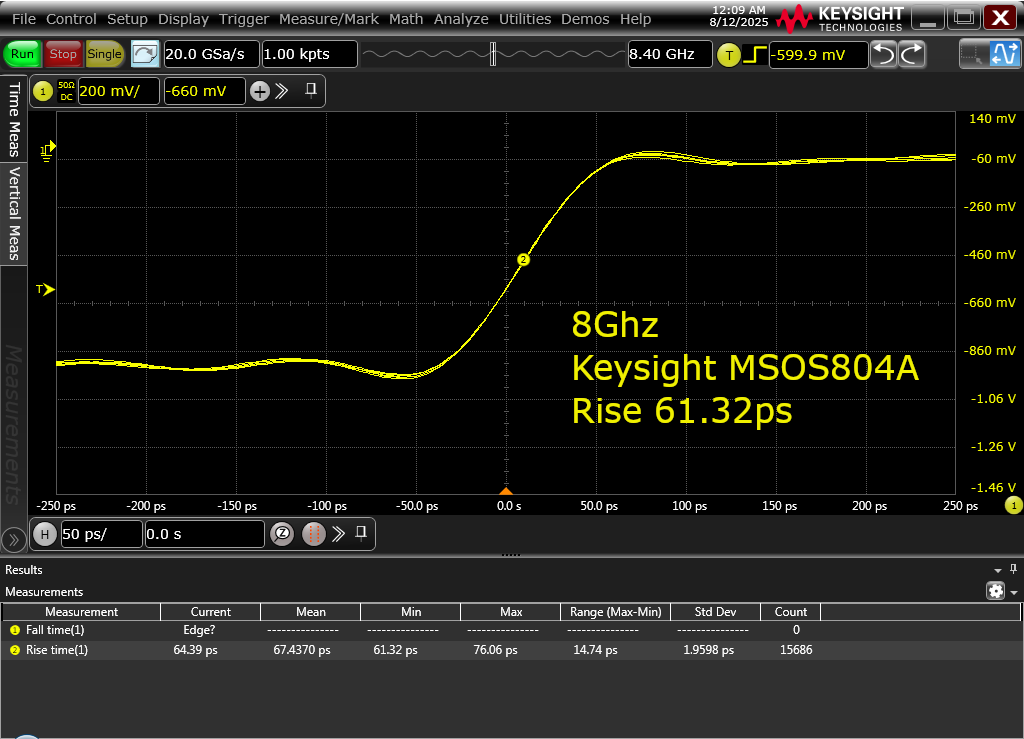 File Control Setup Display Trigger Measure/Mark Math Analyze Utilities Demos Help
12:09 AM
8/12/2025
KEYSIGHT
TECHNOLOGIES
Run Stop Single 20.0 GSa/s 1.00 kpts 8.40 GHz T -599.9 mV
1 50Ω DC 200 mV/ -660 mV
Time Meas
Vertical Meas
Measurements
140 mV
-60 mV
-260 mV
-460 mV
-660 mV
-860 mV
-1.06 V
-1.26 V
-1.46 V
1
T
2
8Ghz
Keysight MSOS804A
Rise 61.32ps
-250 ps -200 ps -150 ps -100 ps -50.0 ps 0.0 s 50.0 ps 100 ps 150 ps 200 ps 250 ps
1
H 50 ps/ 0.0 s Z
Results
Measurements
Measurement Current Mean Min Max Range (Max-Min) Std Dev Count
1 Fall time(1) Edge? --------------- --------------- --------------- --------------- --------------- 0
2 Rise time(1) 64.39 ps 67.4370 ps 61.32 ps 76.06 ps 14.74 ps 1.9598 ps 15686